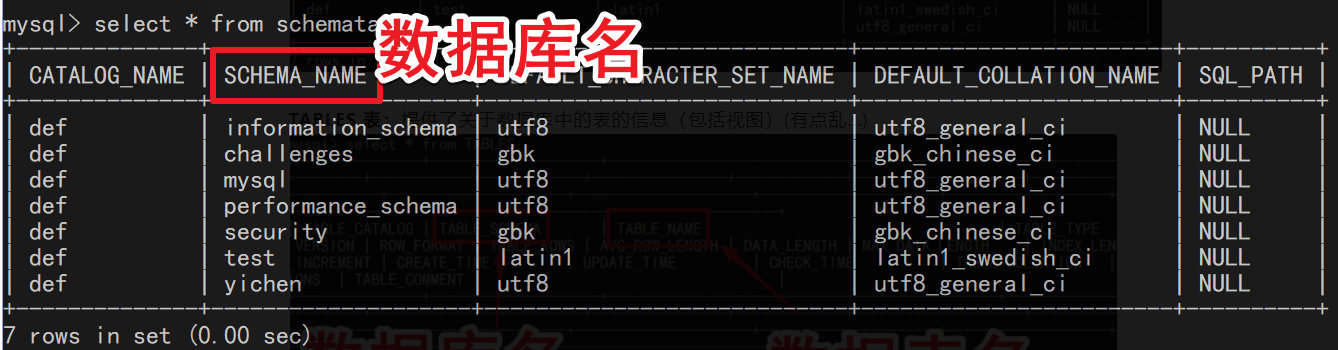 mysql> select * from schemata
数据库名
| CATALOG_NAME | SCHEMA_NAME | DEFAULT_CHARACTER_SET_NAME | DEFAULT_COLLATION_NAME | SQL_PATH |
| def | information_schema | utf8 | utf8_general_ci | NULL |
| def | challenges | gbk | gbk_chinese_ci | NULL |
| def | mysql | utf8 | utf8_general_ci | NULL |
| def | performance_schema | utf8 | utf8_general_ci | NULL |
| def | security | gbk | gbk_chinese_ci | NULL |
| def | test | latin1 | latin1_swedish_ci | NULL |
| def | yichen | utf8 | utf8_general_ci | NULL |
7 rows in set (0.00 sec)